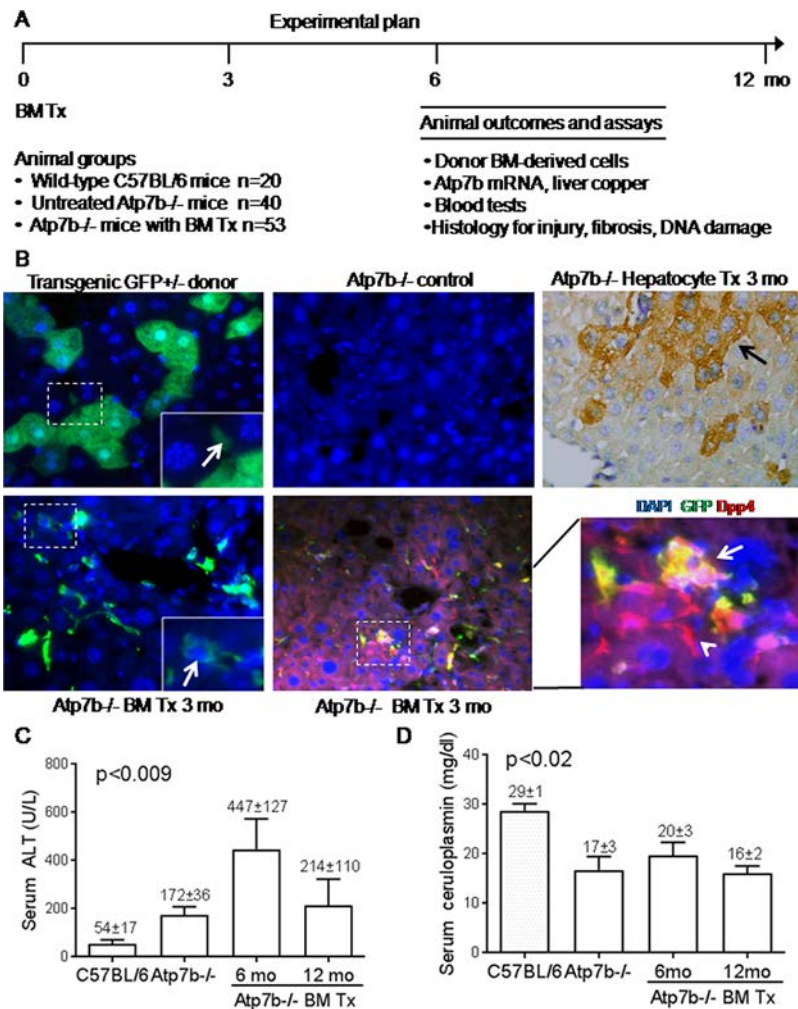 A
Experimental plan
0 3 6 12 mo
BM Tx
Animal groups
• Wild-type C57BL/6 mice n=20
• Untreated Atp7b-/- mice n=40
• Atp7b-/- mice with BM Tx n=53
Animal outcomes and assays
• Donor BM-derived cells
• Atp7b mRNA, liver copper
• Blood tests
• Histology for injury, fibrosis, DNA damage
B
Transgenic GFP+/- donor
Atp7b-/- control
Atp7b-/- Hepatocyte Tx 3 mo
DAPI GFP Dpp4
Atp7b-/- BM Tx 3 mo
Atp7b-/- BM Tx 3 mo
C
p<0.009
Serum ALT (U/L)
800
600
400
200
0
54±17
172±36
447±127
214±110
C57BL/6 Atp7b-/- 6 mo 12 mo
Atp7b-/- BM Tx
D
p<0.02
Serum ceruloplasmin (mg/dl)
40
30
20
10
0
29±1
17±3
20±3
16±2
C57BL/6 Atp7b-/- 6mo 12mo
Atp7b-/- BM Tx